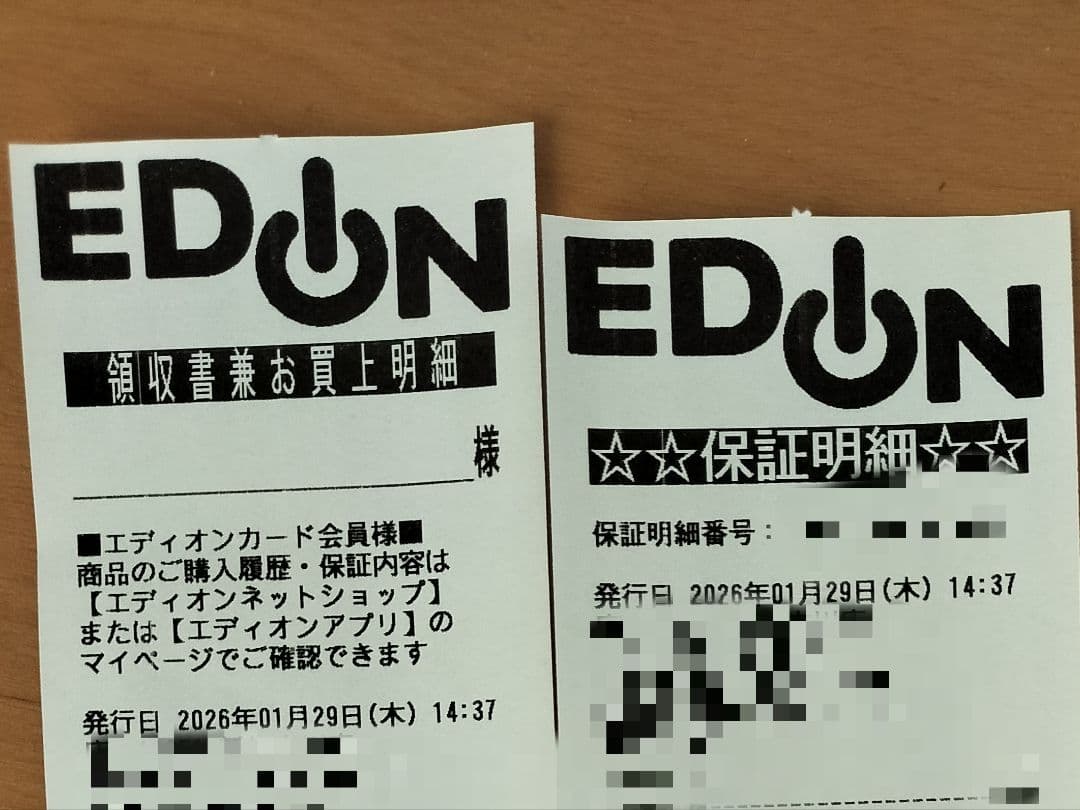 EDION
領収書兼お買上明細
様
■エディオンカード会員様■
商品のご購入履歴・保証内容は
【エディオンネットショップ】
または【エディオンアプリ】の
マイページでご確認できます
発行日 2026年01月29日(木) 14:37
EDION
☆☆保証明細☆☆
保証明細番号：
発行日 2026年01月29日(木) 14:37